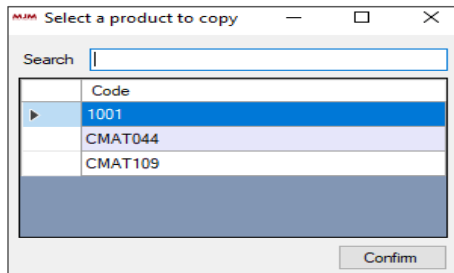 MJM Select a product to copy
Search
Code
1001
CMAT044
CMAT109
Confirm